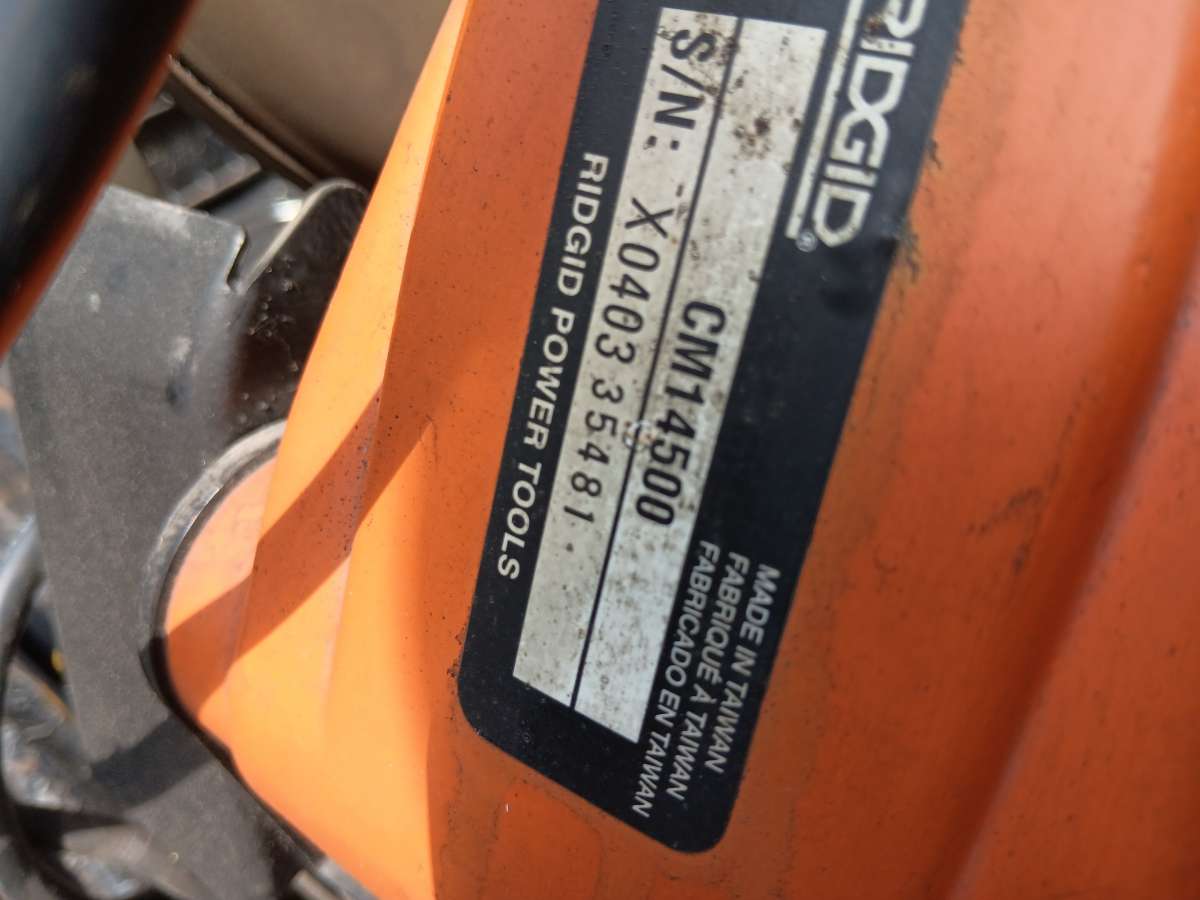 RIDGID®
CM14500
S/N: X0403 35481
RIDGID POWER TOOLS
MADE IN TAIWAN
FABRIQUÉ À TAIWAN
FABRICADO EN TAIWAN